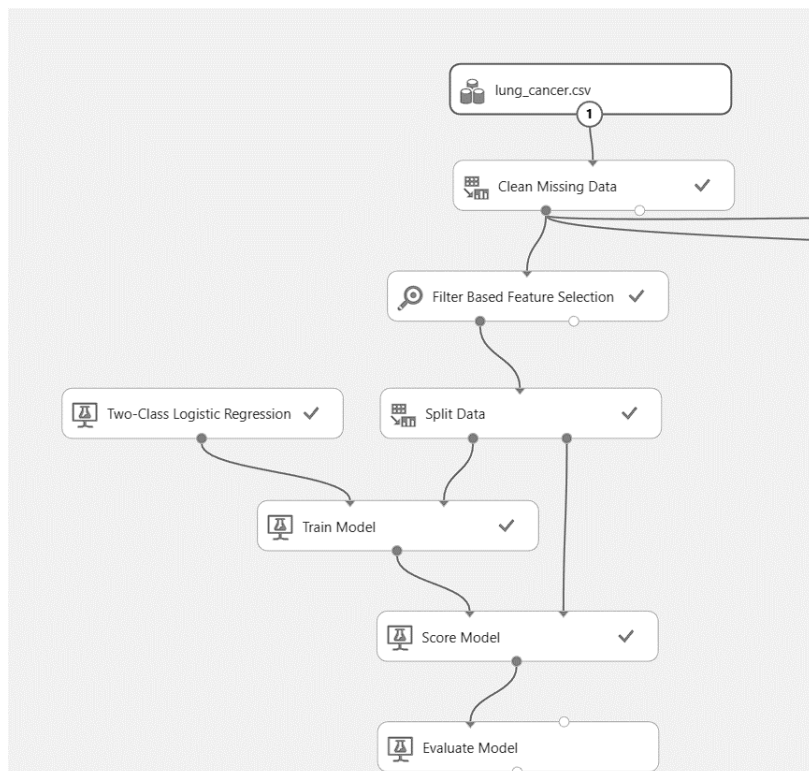 lung_cancer.csv
1
Clean Missing Data
Filter Based Feature Selection
Two-Class Logistic Regression
Split Data
Train Model
Score Model
Evaluate Model